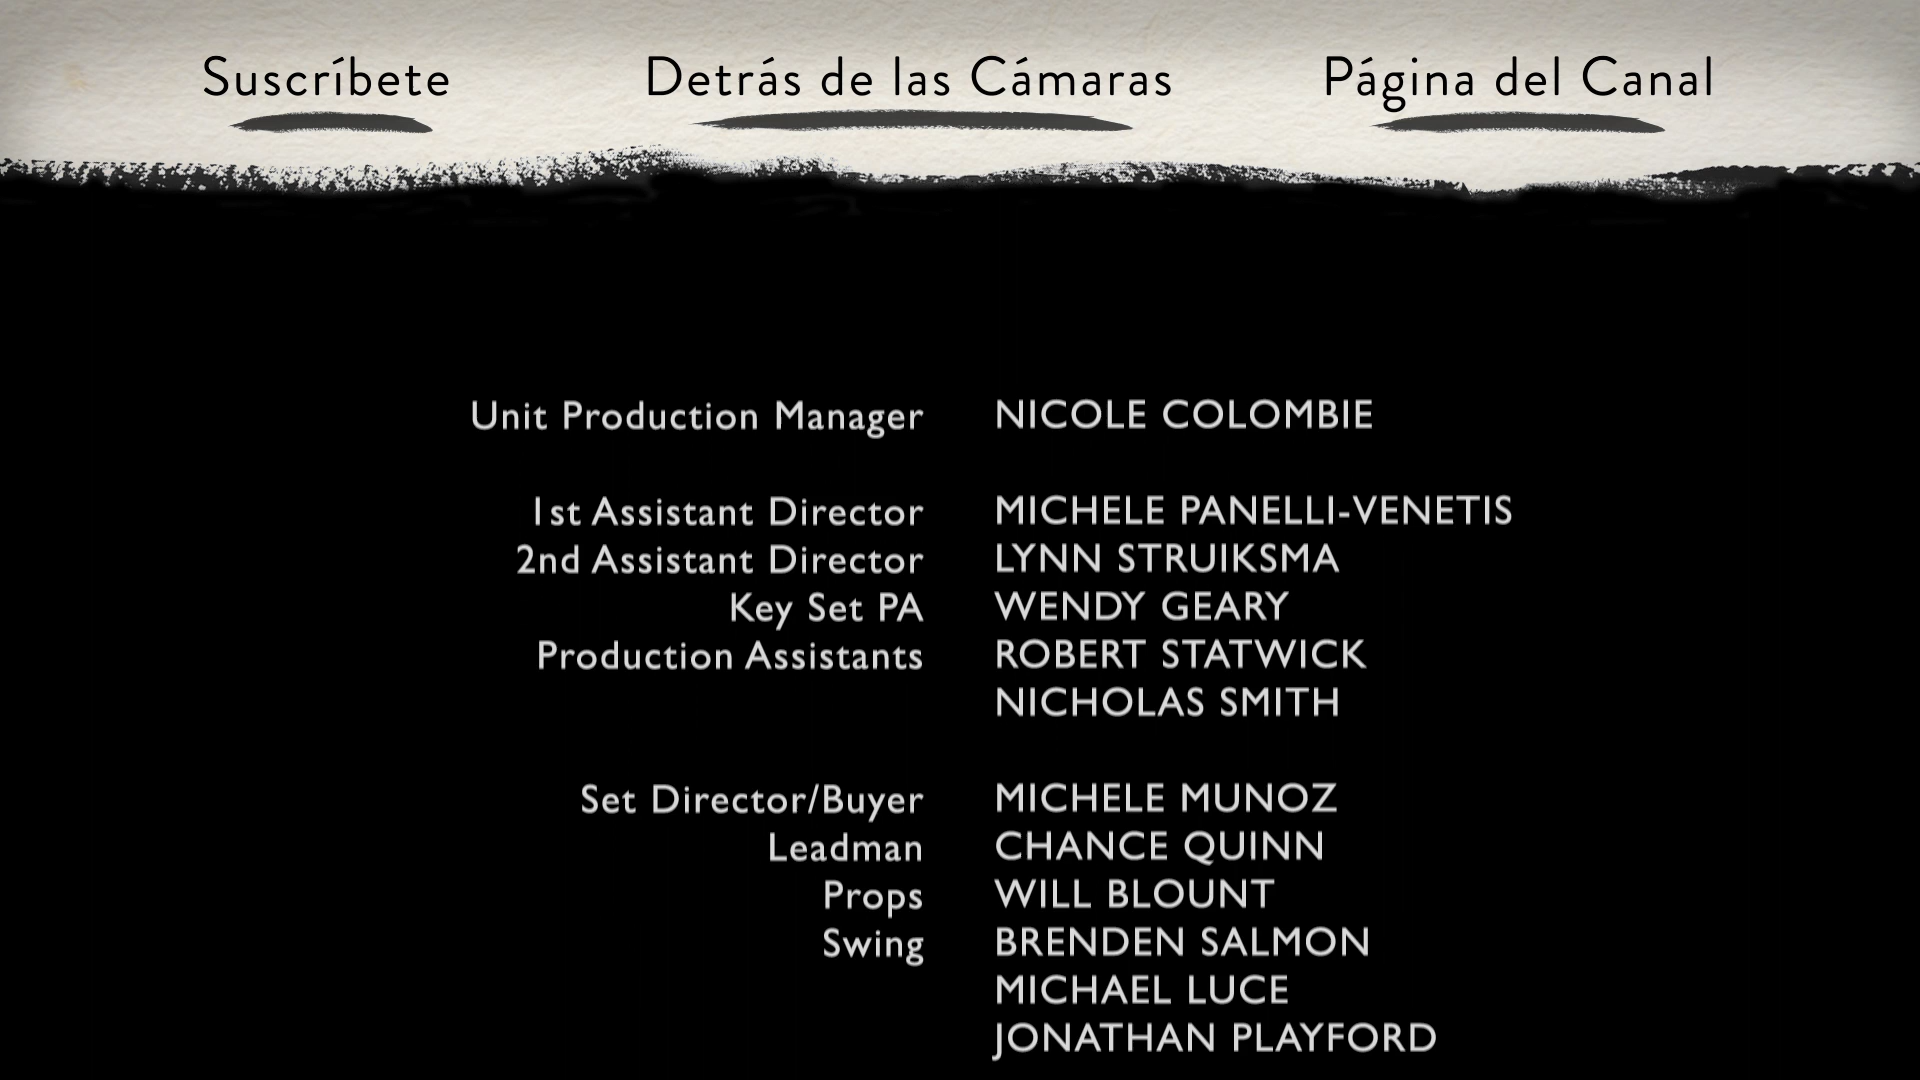 Suscríbete Detrás de las Cámaras Página del Canal
Unit Production Manager NICOLE COLOMBIE
1st Assistant Director MICHELE PANELLI-VENETIS
2nd Assistant Director LYNN STRUIKSMA
Key Set PA WENDY GEARY
Production Assistants ROBERT STATWICK
NICHOLAS SMITH
Set Director/Buyer MICHELE MUNOZ
Leadman CHANCE QUINN
Props WILL BLOUNT
Swing BRENDEN SALMON
MICHAEL LUCE
JONATHAN PLAYFORD